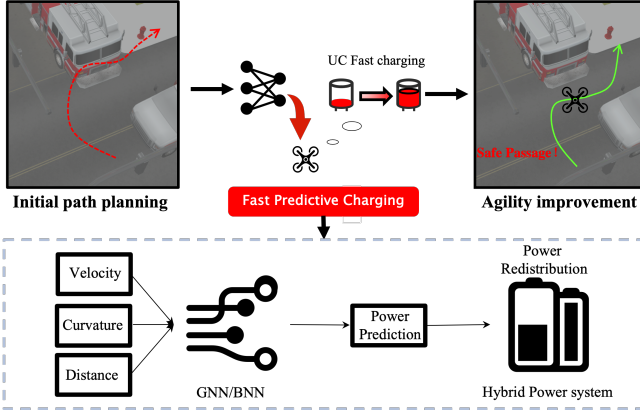 UC Fast charging
Safe Passage !
Initial path planning
Fast Predictive Charging
Agility improvement
Velocity
Curvature
Distance
GNN/BNN
Power
Prediction
Power
Redistribution
Hybrid Power system